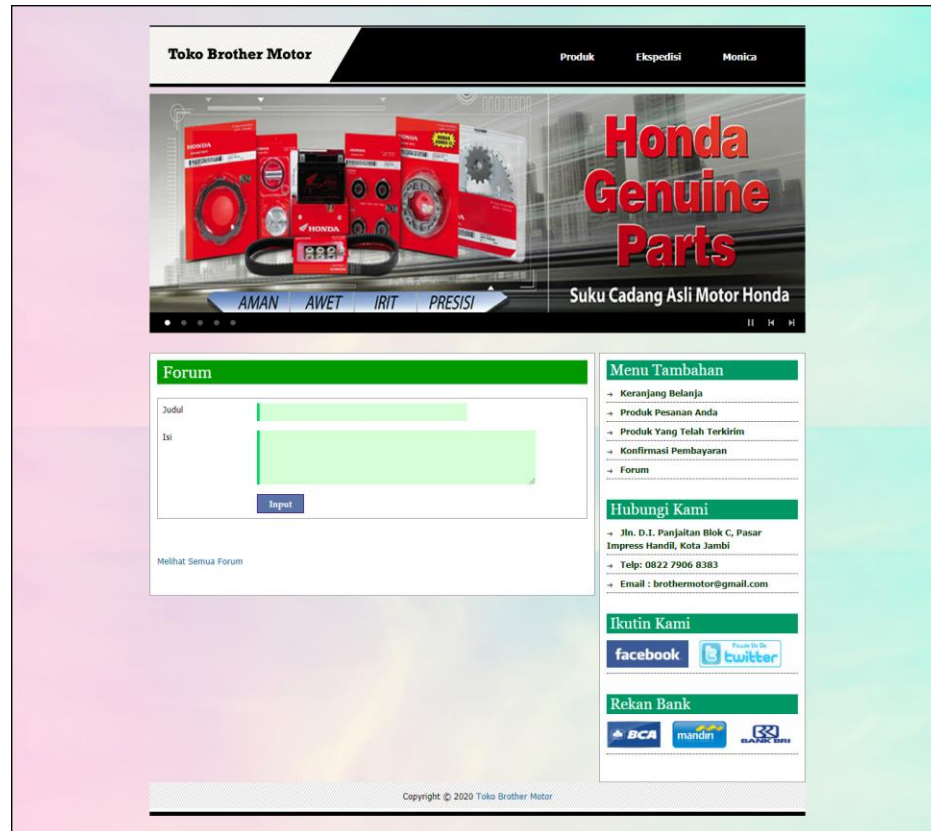 Toko Brother Motor
Produk
Ekspedisi
Monica
Honda
Genuine
Parts
HONDA
AMAN
AWET
IRIT
PRESISI
Suku Cadang Asli Motor Honda
Forum
Judul
Isi
Input
Melihat Semua Forum
Menu Tambahan
Keranjang Belanja
Produk Pesanan Anda
Produk Yang Telah Terkirim
Konfirmasi Pembayaran
Forum
Hubungi Kami
Jln. D.I. Panjaitan Blok C, Pasar
Impress Handil, Kota Jambi
Telp: 0822 7906 8383
Email : brothermotor@gmail.com
Ikutin Kami
facebook
Follow Us On
twitter
Rekan Bank
BCA
mandiri
BANK BRI
Copyright © 2020 Toko Brother Motor